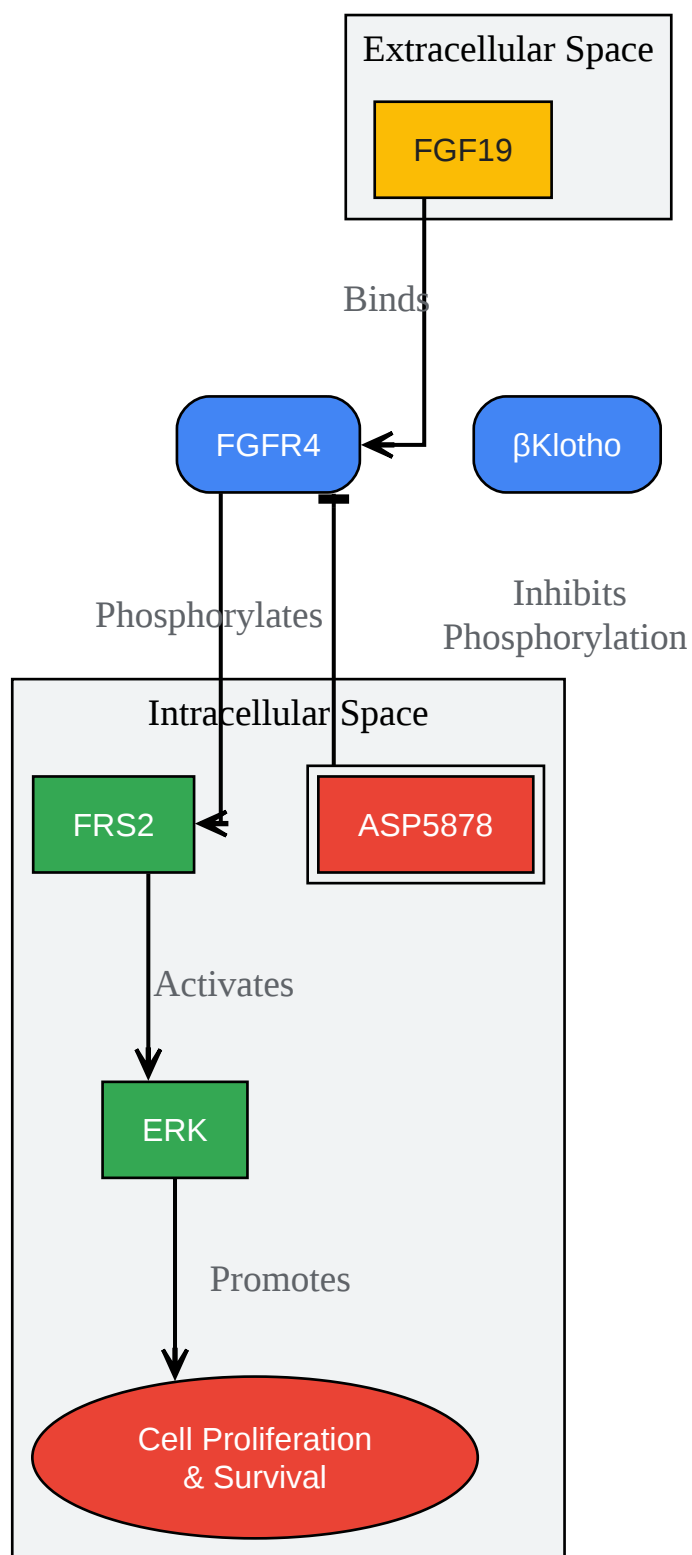 Extracellular Space
FGF19
Binds
FGFR4
βKlotho
Inhibits
Phosphorylation
Phosphorylates
Intracellular Space
FRS2
ASP5878
Activates
ERK
Promotes
Cell Proliferation
& Survival